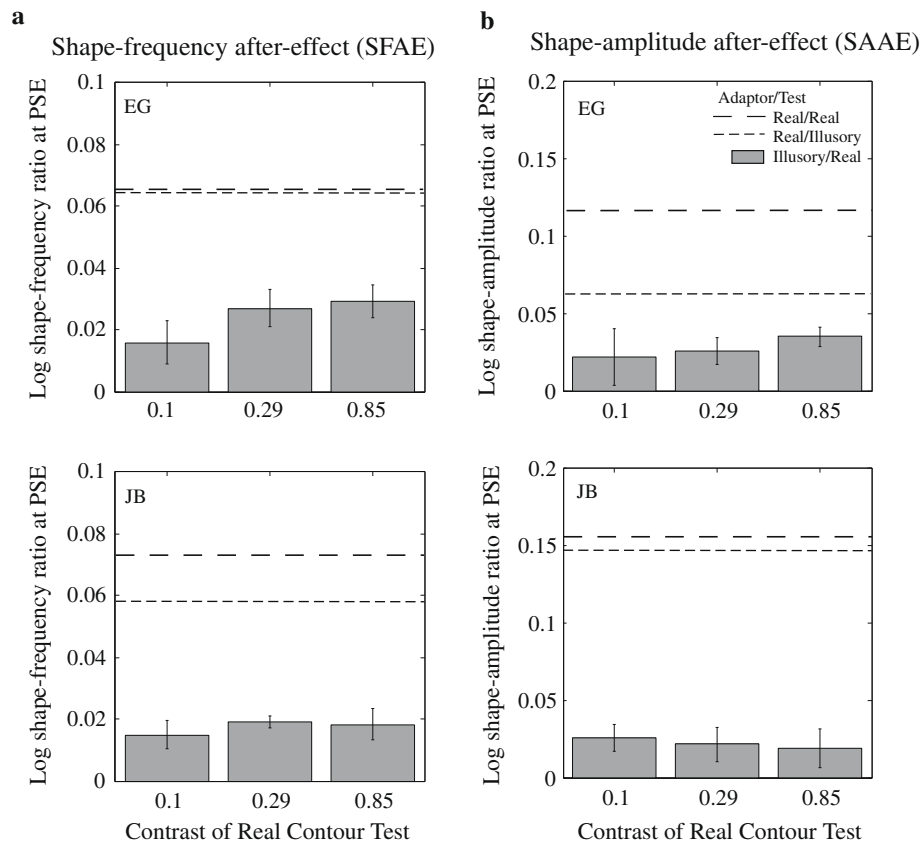 a
Shape-frequency after-effect (SFAE)
Log shape-frequency ratio at PSE
0.1
0.08
0.06
0.04
0.02
0
EG
0.1 0.29 0.85
b
Shape-amplitude after-effect (SAAE)
Log shape-amplitude ratio at PSE
0.2
0.15
0.1
0.05
0
EG
Adaptor/Test
Real/Real
Real/Illusory
Illusory/Real
0.1 0.29 0.85
Log shape-frequency ratio at PSE
0.1
0.08
0.06
0.04
0.02
0
JB
0.1 0.29 0.85
Contrast of Real Contour Test
Log shape-amplitude ratio at PSE
0.2
0.15
0.1
0.05
0
JB
0.1 0.29 0.85
Contrast of Real Contour Test